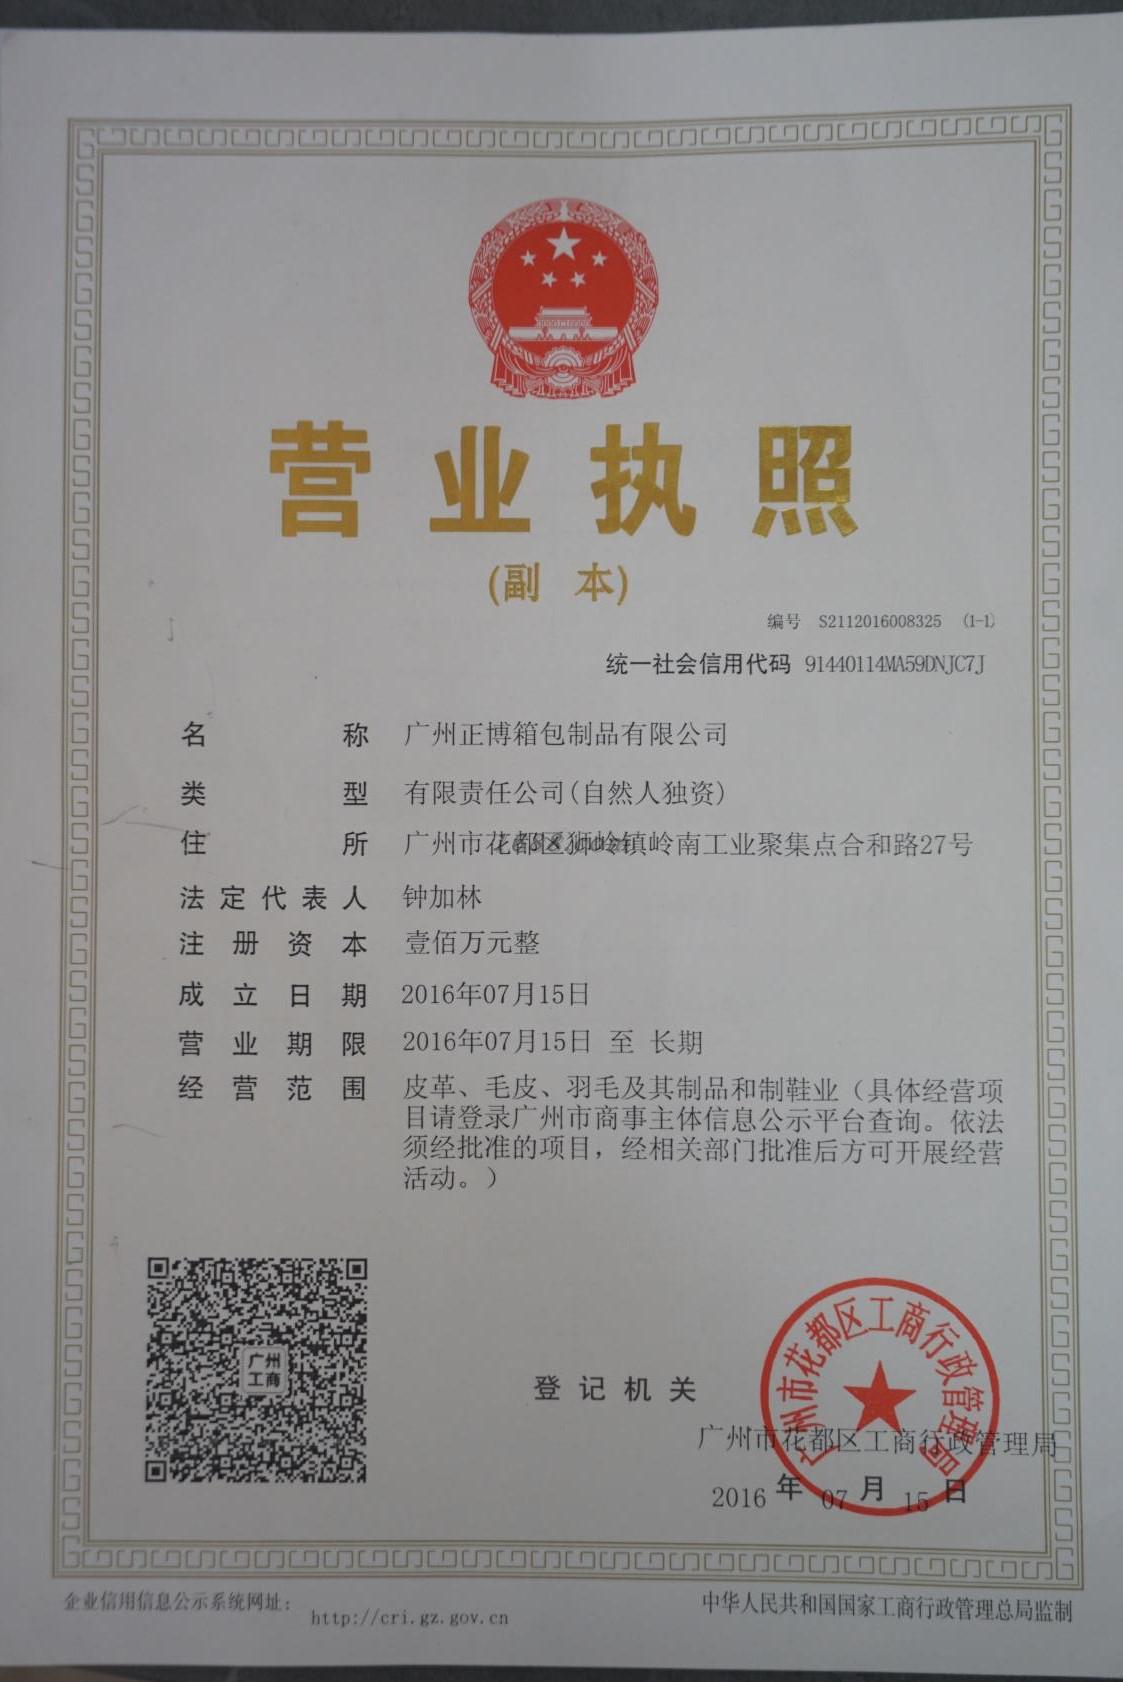 营业执照
(副 本)
编号 S2112016008325 (1-1)
统一社会信用代码 91440114MA59DNJC7J
名称 广州正博箱包制品有限公司
类型 有限责任公司(自然人独资)
住所 广州市花都区狮岭镇岭南工业聚集点合和路27号
法定代表人 钟加林
注册资本 壹佰万元整
成立日期 2016年07月15日
营业期限 2016年07月15日 至 长期
经营范围 皮革、毛皮、羽毛及其制品和制鞋业（具体经营项
目请登录广州市商事主体信息公示平台查询。依法
须经批准的项目，经相关部门批准后方可开展经营
活动。）
广州
工商
登记机关
广州市花都区工商行政管理局
广州市花都区工商行政管理局
2016 年 07 月 15 日
企业信用信息公示系统网址： http://cri.gz.gov.cn
中华人民共和国国家工商行政管理总局监制